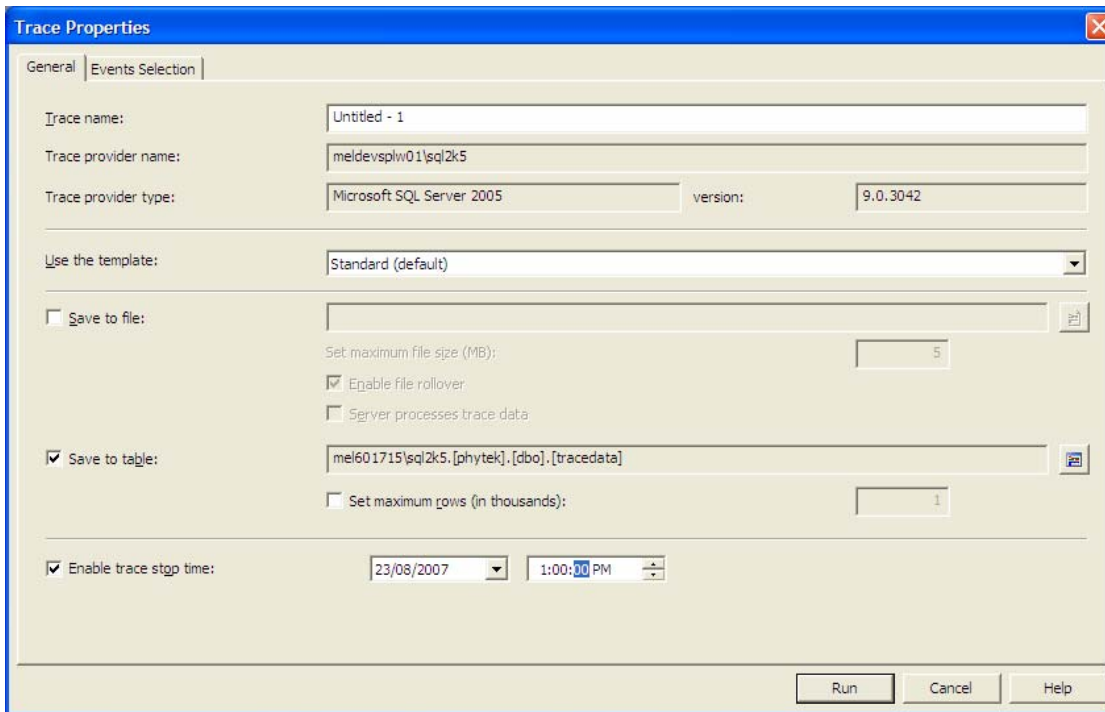 Trace Properties
General Events Selection
Trace name: Untitled - 1
Trace provider name: meldevsplw01\sql2k5
Trace provider type: Microsoft SQL Server 2005 version: 9.0.3042
Use the template: Standard (default)
Save to file:
Set maximum file size (MB): 5
Enable file rollover
Server processes trace data
Save to table: mel601715\sql2k5.[phytek].[dbo].[tracedata]
Set maximum rows (in thousands): 1
Enable trace stop time: 23/08/2007 1:00:00 PM
Run Cancel Help